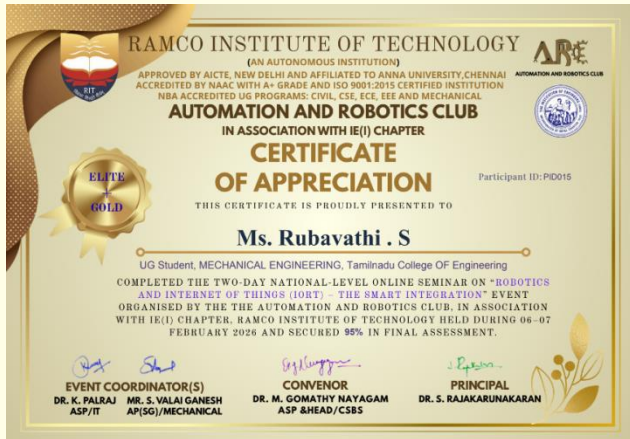 RAMCO INSTITUTE OF TECHNOLOGY
(AN AUTONOMOUS INSTITUTION)
APPROVED BY AICTE, NEW DELHI AND AFFILIATED TO ANNA UNIVERSITY,CHENNAI
ACCREDITED BY NAAC WITH A+ GRADE AND ISO 9001:2015 CERTIFIED INSTITUTION
NBA ACCREDITED UG PROGRAMS: CIVIL, CSE, ECE, EEE AND MECHANICAL
RIT
AUTOMATION AND ROBOTICS CLUB
AUTOMATION AND ROBOTICS CLUB
IN ASSOCIATION WITH IE(I) CHAPTER
CERTIFICATE
OF APPRECIATION
ELITE
+
GOLD
Participant ID: PID015
THIS CERTIFICATE IS PROUDLY PRESENTED TO
Ms. Rubavathi . S
UG Student, MECHANICAL ENGINEERING, Tamilnadu College OF Engineering
COMPLETED THE TWO-DAY NATIONAL-LEVEL ONLINE SEMINAR ON "ROBOTICS
AND INTERNET OF THINGS (IORT) – THE SMART INTEGRATION" EVENT
ORGANISED BY THE THE AUTOMATION AND ROBOTICS CLUB, IN ASSOCIATION
WITH IE(I) CHAPTER, RAMCO INSTITUTE OF TECHNOLOGY HELD DURING 06–07
FEBRUARY 2026 AND SECURED 95% IN FINAL ASSESSMENT.
EVENT COORDINATOR(S)
DR. K. PALRAJ MR. S. VALAI GANESH
ASP/IT AP(SG)/MECHANICAL
CONVENOR
DR. M. GOMATHY NAYAGAM
ASP &HEAD/CSBS
PRINCIPAL
DR. S. RAJAKARUNAKARAN